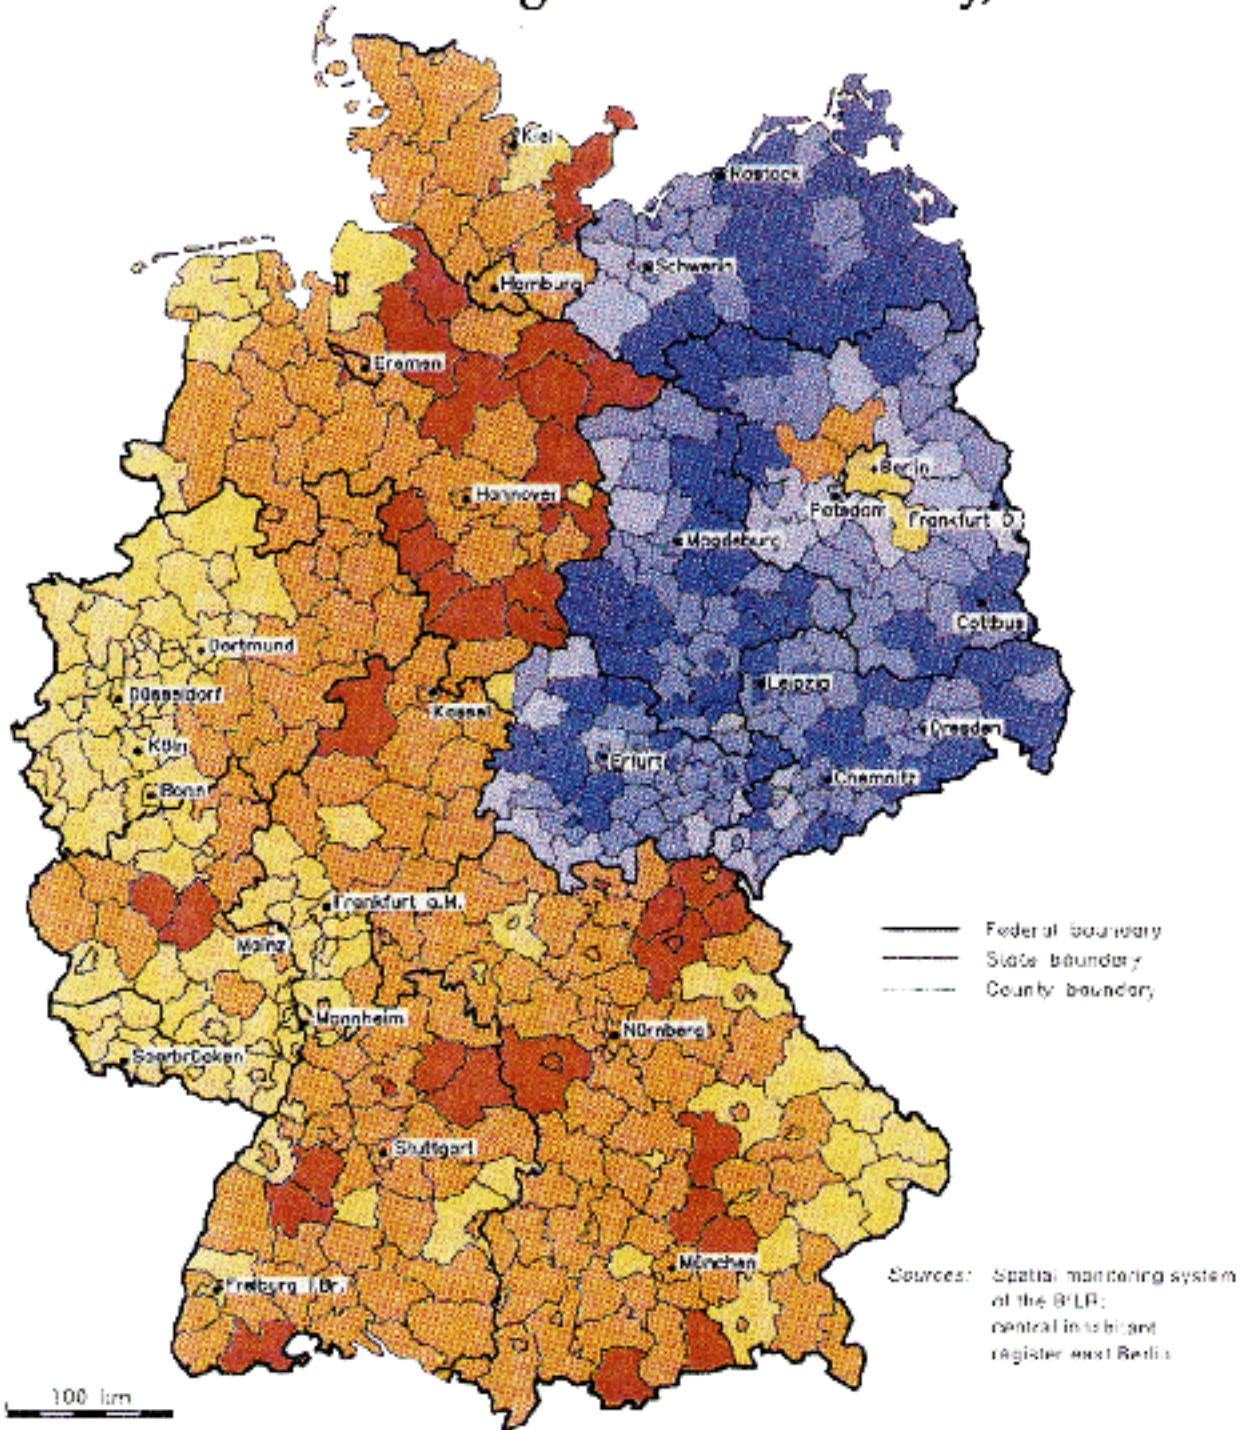 Kiel
Rostock
Schwerin
Hamburg
Bremen
Berlin
Hannover
Potsdam
Frankfurt O.
Magdeburg
Cottbus
Dortmund
Leipzig
Düsseldorf
Kassel
Dresden
Köln
Erfurt
Chemnitz
Bonn
Frankfurt a.M.
Mainz
Federal boundary
State boundary
County boundary
Mannheim
Nürnberg
Saarbrücken
Stuttgart
München
Freiburg i.Br.
Sources: Spatial monitoring system
of the BfLR;
central inhabitant
register east Berlin
100 km